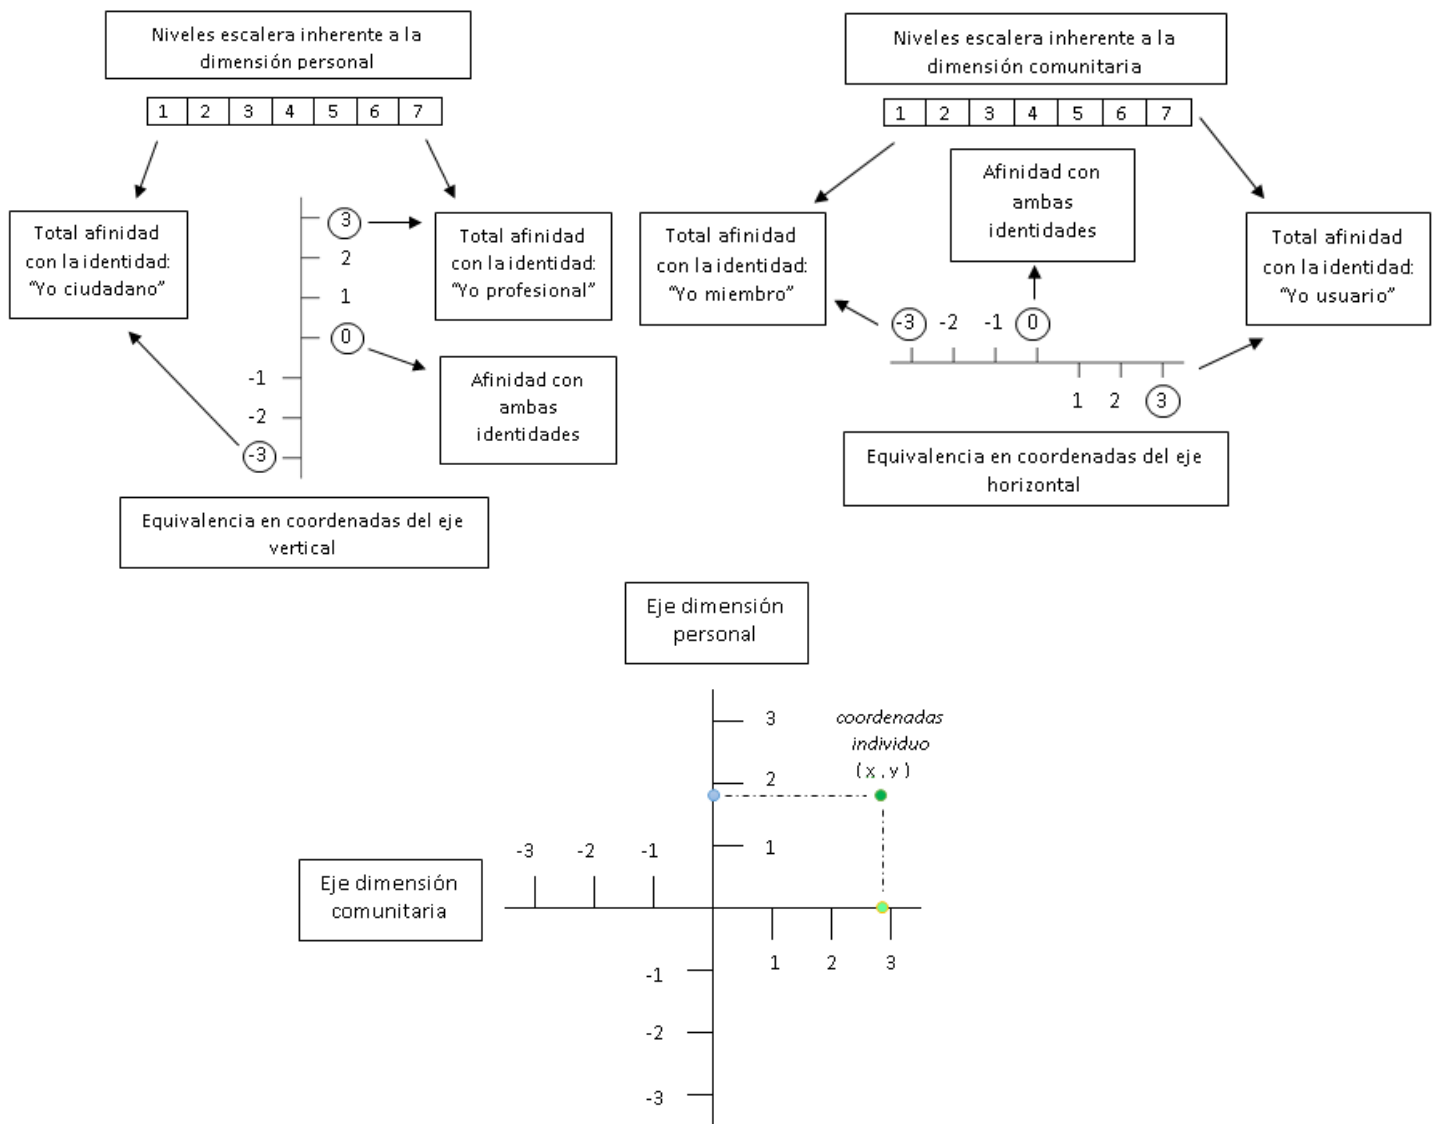 Niveles escalera inherente a la
dimensión personal
1 2 3 4 5 6 7
Total afinidad
con la identidad:
“Yo ciudadano”
3
2
1
0
-1
-2
-3
Total afinidad
con la identidad:
“Yo profesional”
Afinidad con
ambas
identidades
Equivalencia en coordenadas del eje
vertical
Niveles escalera inherente a la
dimensión comunitaria
1 2 3 4 5 6 7
Afinidad con
ambas
identidades
Total afinidad
con la identidad:
“Yo miembro”
Total afinidad
con la identidad:
“Yo usuario”
-3 -2 -1 0
1 2 3
Equivalencia en coordenadas del eje
horizontal
Eje dimensión
personal
3
coordenadas
individuo
(x,y)
2
1
-3 -2 -1
Eje dimensión
comunitaria
1 2 3
-1
-2
-3